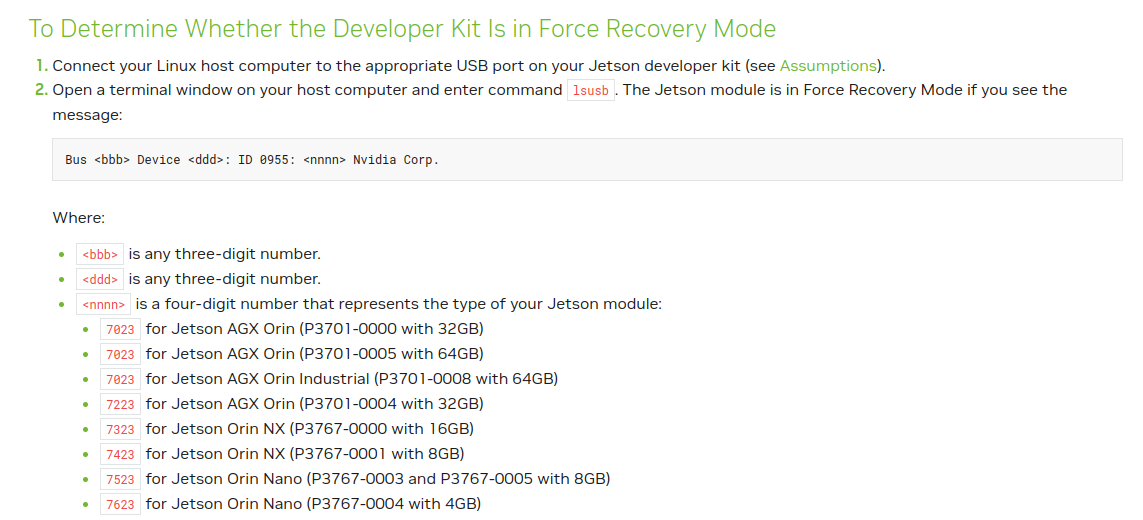 To Determine Whether the Developer Kit Is in Force Recovery Mode
1. Connect your Linux host computer to the appropriate USB port on your Jetson developer kit (see Assumptions).
2. Open a terminal window on your host computer and enter command lsusb. The Jetson module is in Force Recovery Mode if you see the
message:
Bus <bbb> Device <ddd>: ID 0955: <nnnn> Nvidia Corp.
Where:
• <bbb> is any three-digit number.
• <ddd> is any three-digit number.
• <nnnn> is a four-digit number that represents the type of your Jetson module:
• 7023 for Jetson AGX Orin (P3701-0000 with 32GB)
• 7023 for Jetson AGX Orin (P3701-0005 with 64GB)
• 7023 for Jetson AGX Orin Industrial (P3701-0008 with 64GB)
• 7223 for Jetson AGX Orin (P3701-0004 with 32GB)
• 7323 for Jetson Orin NX (P3767-0000 with 16GB)
• 7423 for Jetson Orin NX (P3767-0001 with 8GB)
• 7523 for Jetson Orin Nano (P3767-0003 and P3767-0005 with 8GB)
• 7623 for Jetson Orin Nano (P3767-0004 with 4GB)